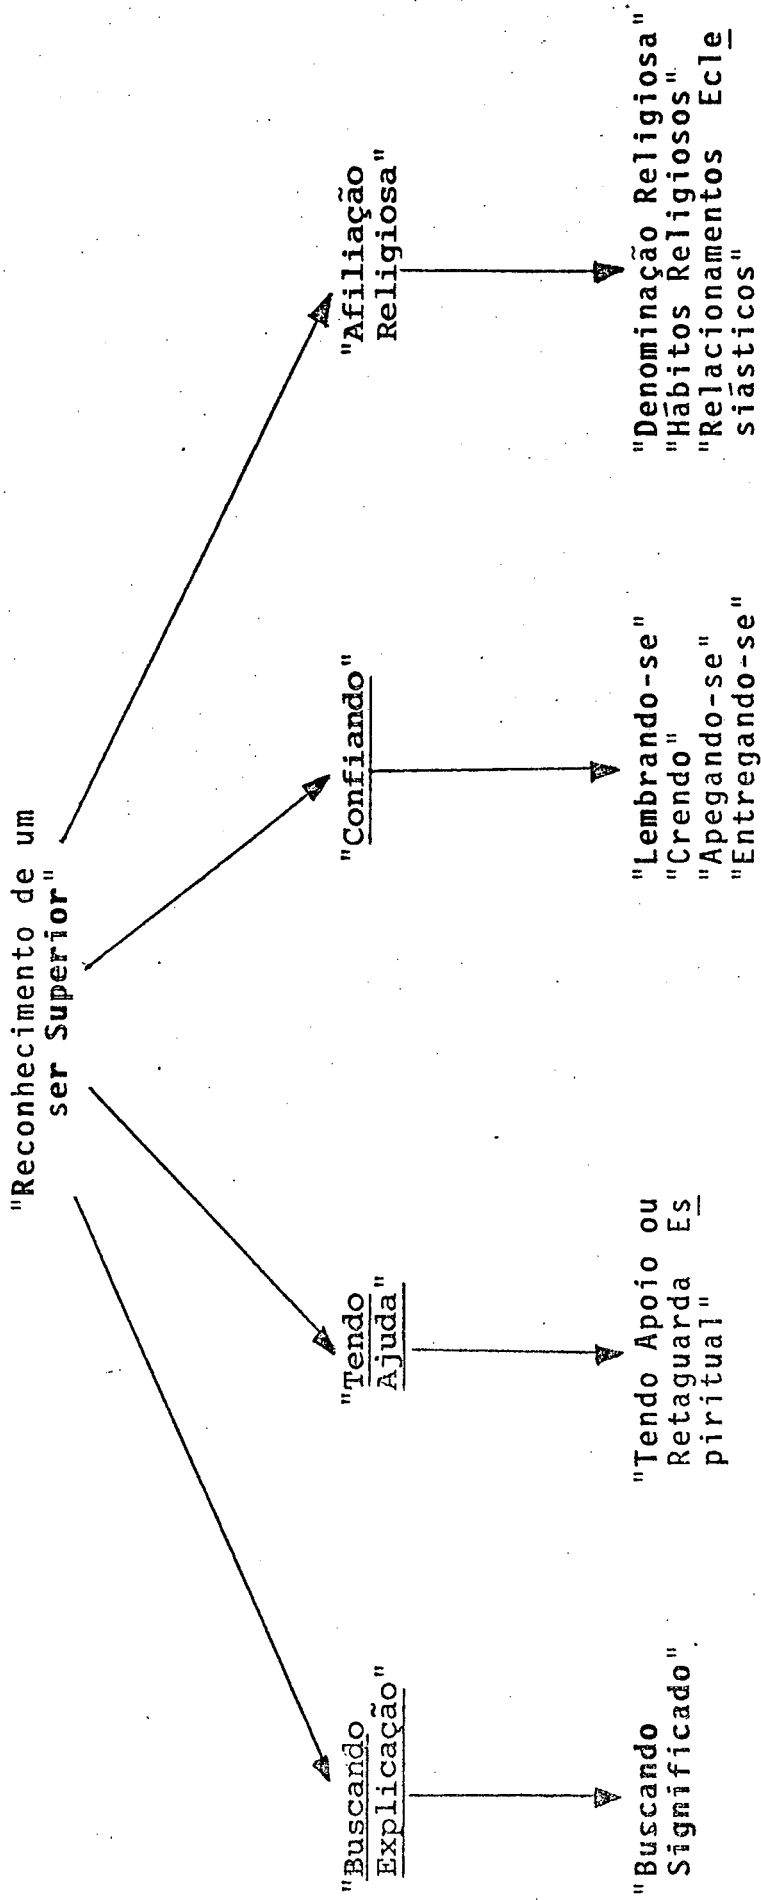 "Reconhecimento de um
ser Superior"
"Buscando
Explicação"
"Tendo
Ajuda"
"Confiando"
"Afiliação
Religiosa"
"Buscando
Significado"
"Tendo Apoio ou
Retaguarda Es
piritual"
"Lembrando-se"
"Crendo"
"Apegando-se"
"Entregando-se"
"Denominação Religiosa"
"Hábitos Religiosos"
"Relacionamentos Ecle
siásticos"